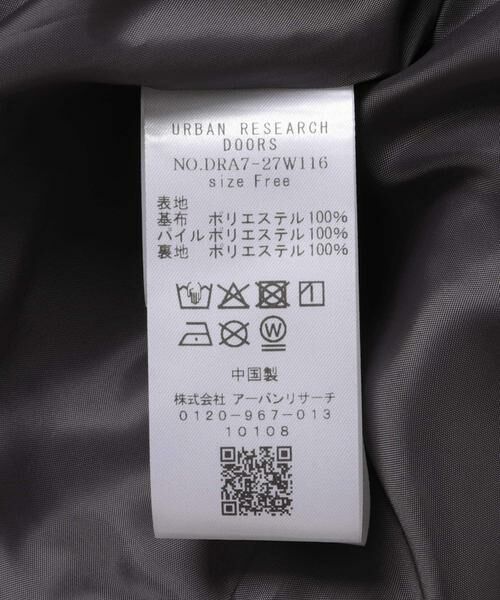 URBAN RESEARCH
DOORS
NO.DRA7-27W116
size Free
表地
基布 ポリエステル100%
パイル ポリエステル100%
裏地 ポリエステル100%
W
中国製
株式会社 アーバンリサーチ
0120-967-013
10108